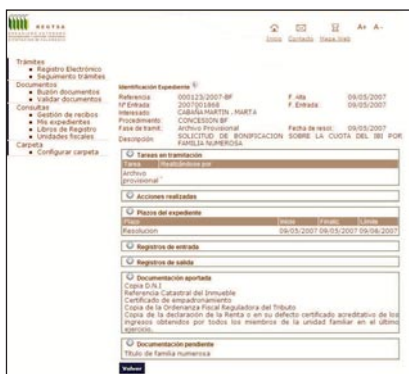 RENTAS
A+ A-
Inicio Contacto Mapa Web
Trámites
Registro Electrónico
Seguimiento trámites
Documentos
Buzón documentos
Validar documentos
Consultas
Gestión de recibos
Mis expedientes
Libros de Registro
Unidades fiscales
Carpeta
Configurar carpeta
Identificación Expediente
Referencia 000123/2007-BF F. Alta 09/05/2007
Nº Entrada 2007001868 F. Entrada 09/05/2007
Interesado CABAÑA MARTIN , MARTA
Procedimiento CONCESION BF
Fase de tramit. Archivo Provisional Fecha de resol. 09/05/2007
Descripción SOLICITUD DE BONIFICACION SOBRE LA CUOTA DEL IBI POR
FAMILIA NUMEROSA
Tareas en tramitación
Tarea Realizándose por
Archivo
provisional
Acciones realizadas
Plazos del expediente
Plazo Inicio Finaliz. Límite
Resolucion 09/05/2007 09/05/2007 09/06/2007
Registros de entrada
Registros de salida
Documentación aportada
Copia D.N.I
Referencia Catastral del Inmueble
Certificado de empadronamiento
Copia de la Ordenanza Fiscal Reguladora del Tributo
Copia de la declaración de la Renta o en su defecto certificado acreditativo de los
ingresos obtenidos por todos los miembros de la unidad familiar en el último
ejercicio.
Documentación pendiente
Título de familia numerosa
Volver